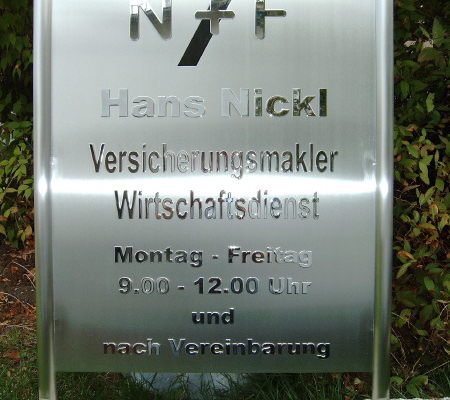 N+F
Hans Nickl
Versicherungsmakler
Wirtschaftsdienst
Montag - Freitag
9.00 - 12.00 Uhr
und
nach Vereinbarung